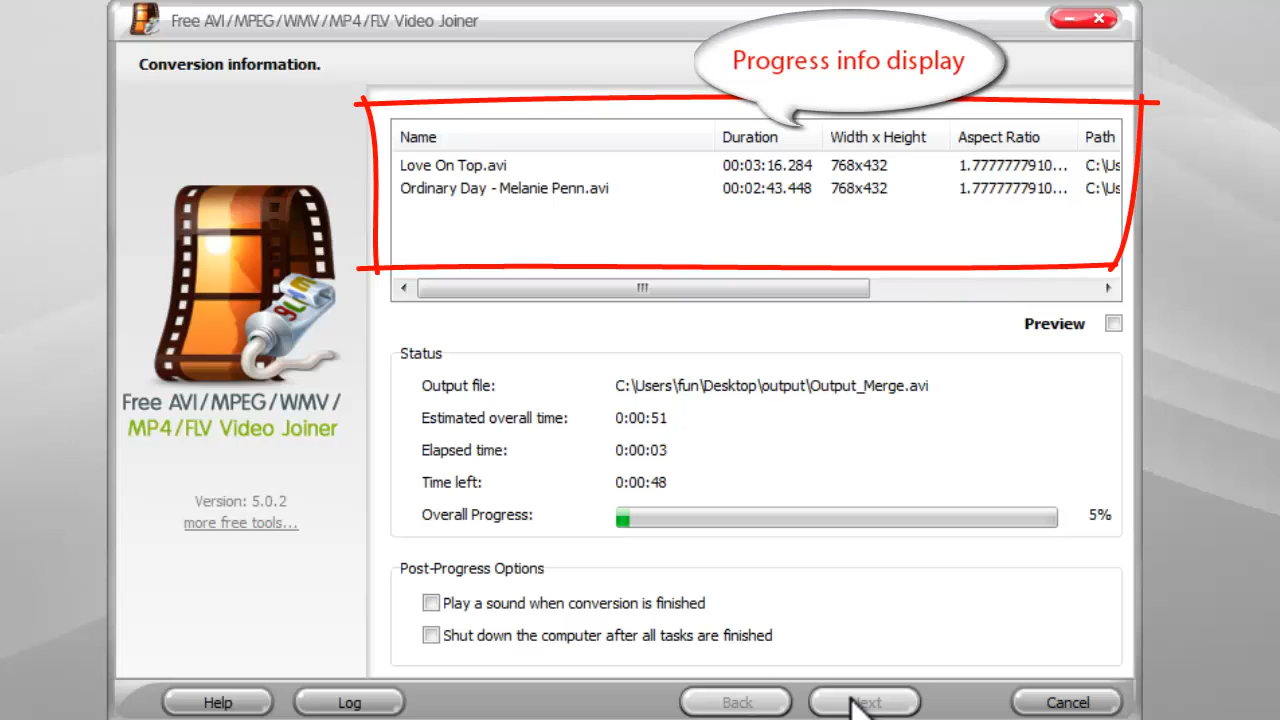 Free AVI/MPEG/WMV/MP4/FLV Video Joiner
Conversion information.
Progress info display
Name Duration Width x Height Aspect Ratio Path
Love On Top.avi 00:03:16.284 768x432 1.7777777910... C:\Us
Ordinary Day - Melanie Penn.avi 00:02:43.448 768x432 1.7777777910... C:\Us
Preview
Free AVI/MPEG/WMV/
MP4/FLV Video Joiner
Version: 5.0.2
more free tools...
Status
Output file: C:\Users\fun\Desktop\output\Output_Merge.avi
Estimated overall time: 0:00:51
Elapsed time: 0:00:03
Time left: 0:00:48
Overall Progress: 5%
Post-Progress Options
Play a sound when conversion is finished
Shut down the computer after all tasks are finished
Help Log Back Next Cancel